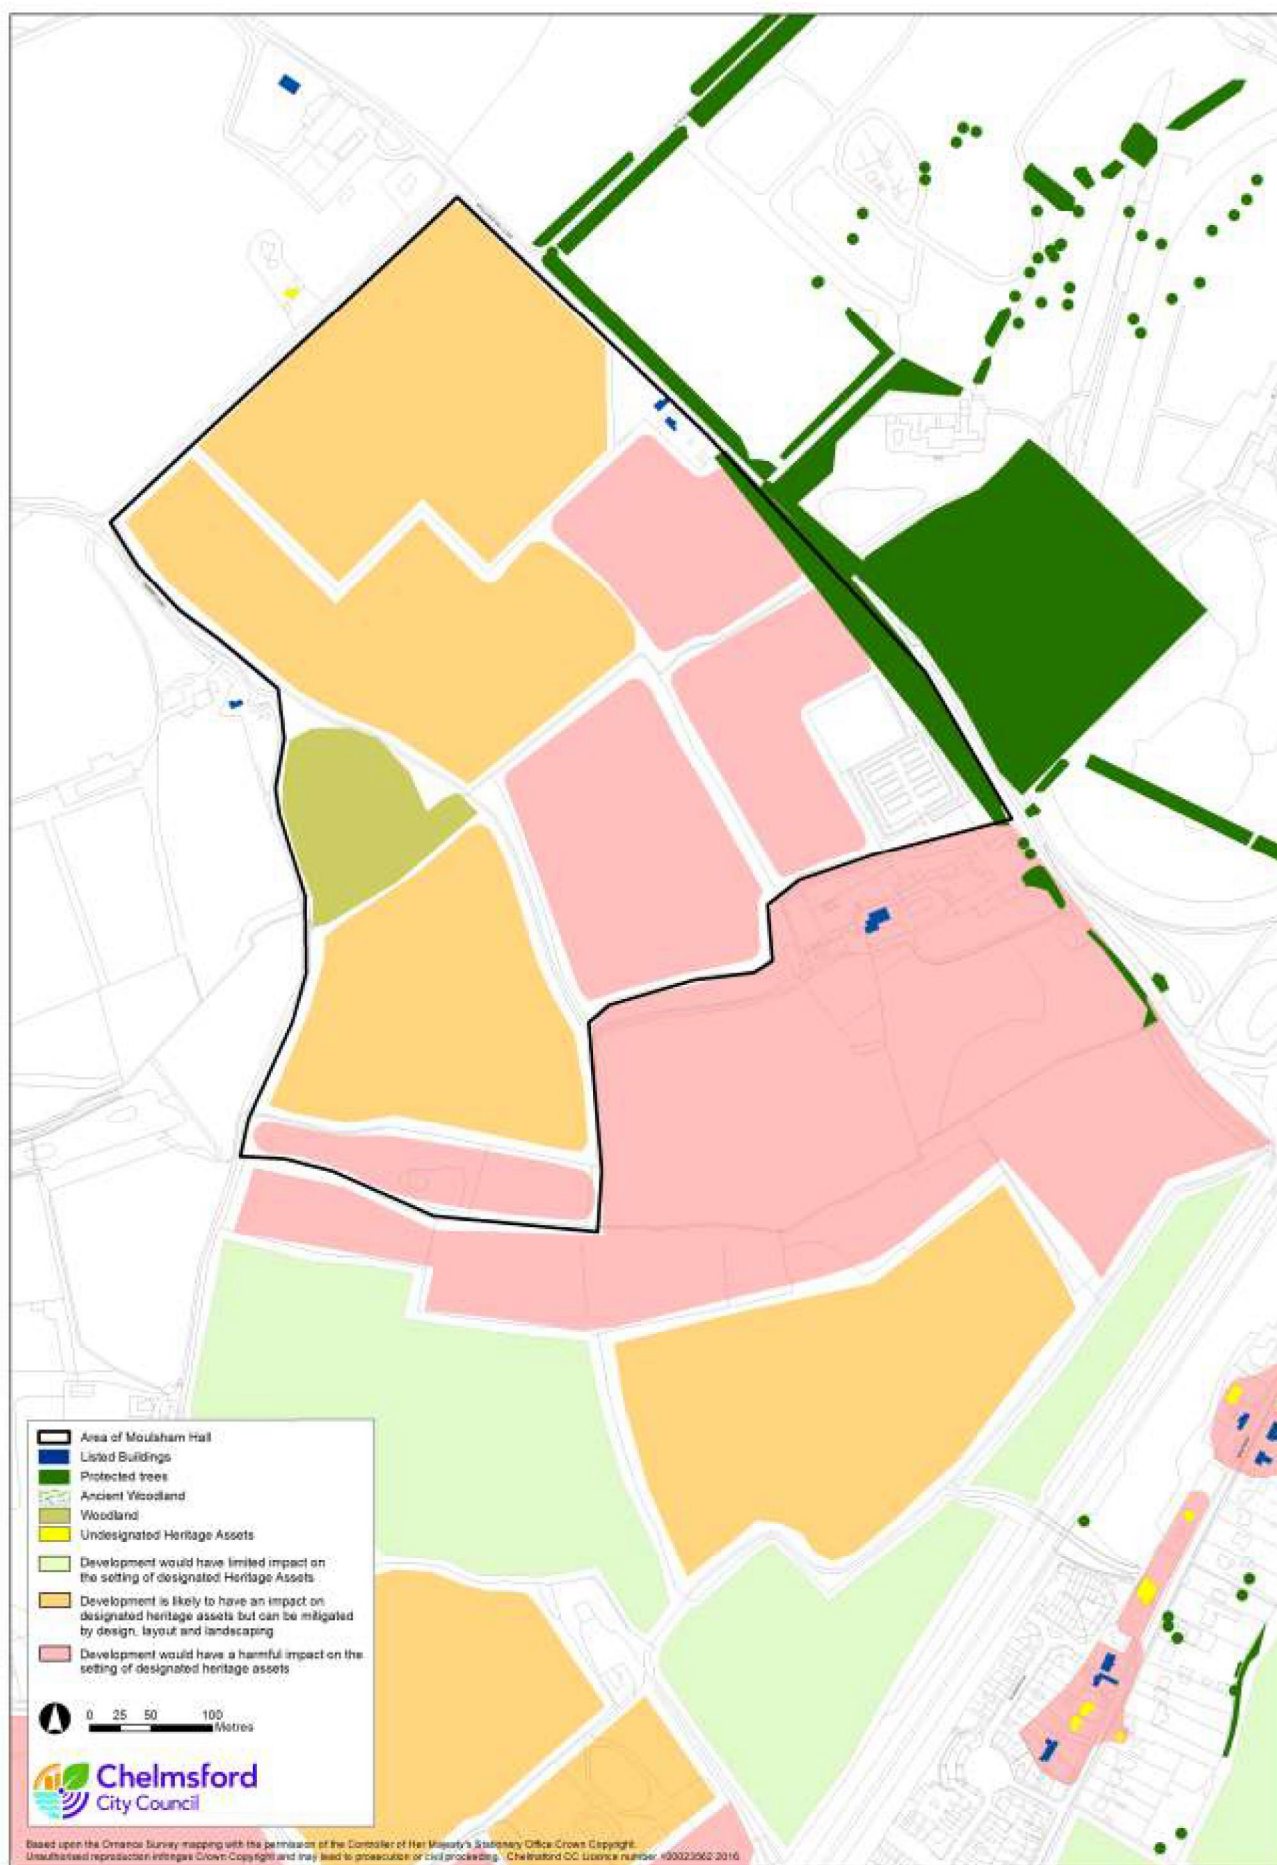 Area of Moulsham Hall
Listed Buildings
Protected trees
Ancient Woodland
Woodland
Undesignated Heritage Assets
Development would have limited impact on
the setting of designated Heritage Assets
Development is likely to have an impact on
designated heritage assets but can be mitigated
by design, layout and landscaping
Development would have a harmful impact on the
setting of designated heritage assets
0 25 50 100
Metres
Chelmsford
City Council
Based upon the Ornance Survey mapping with the permission of the Controller of Her Majesty's Stationery Office Crown Copyright.
Unauthorised reproduction infringes Crown Copyright and may lead to prosecution or civil proceeding. Chelmsford CC Licence number 100023562 2016